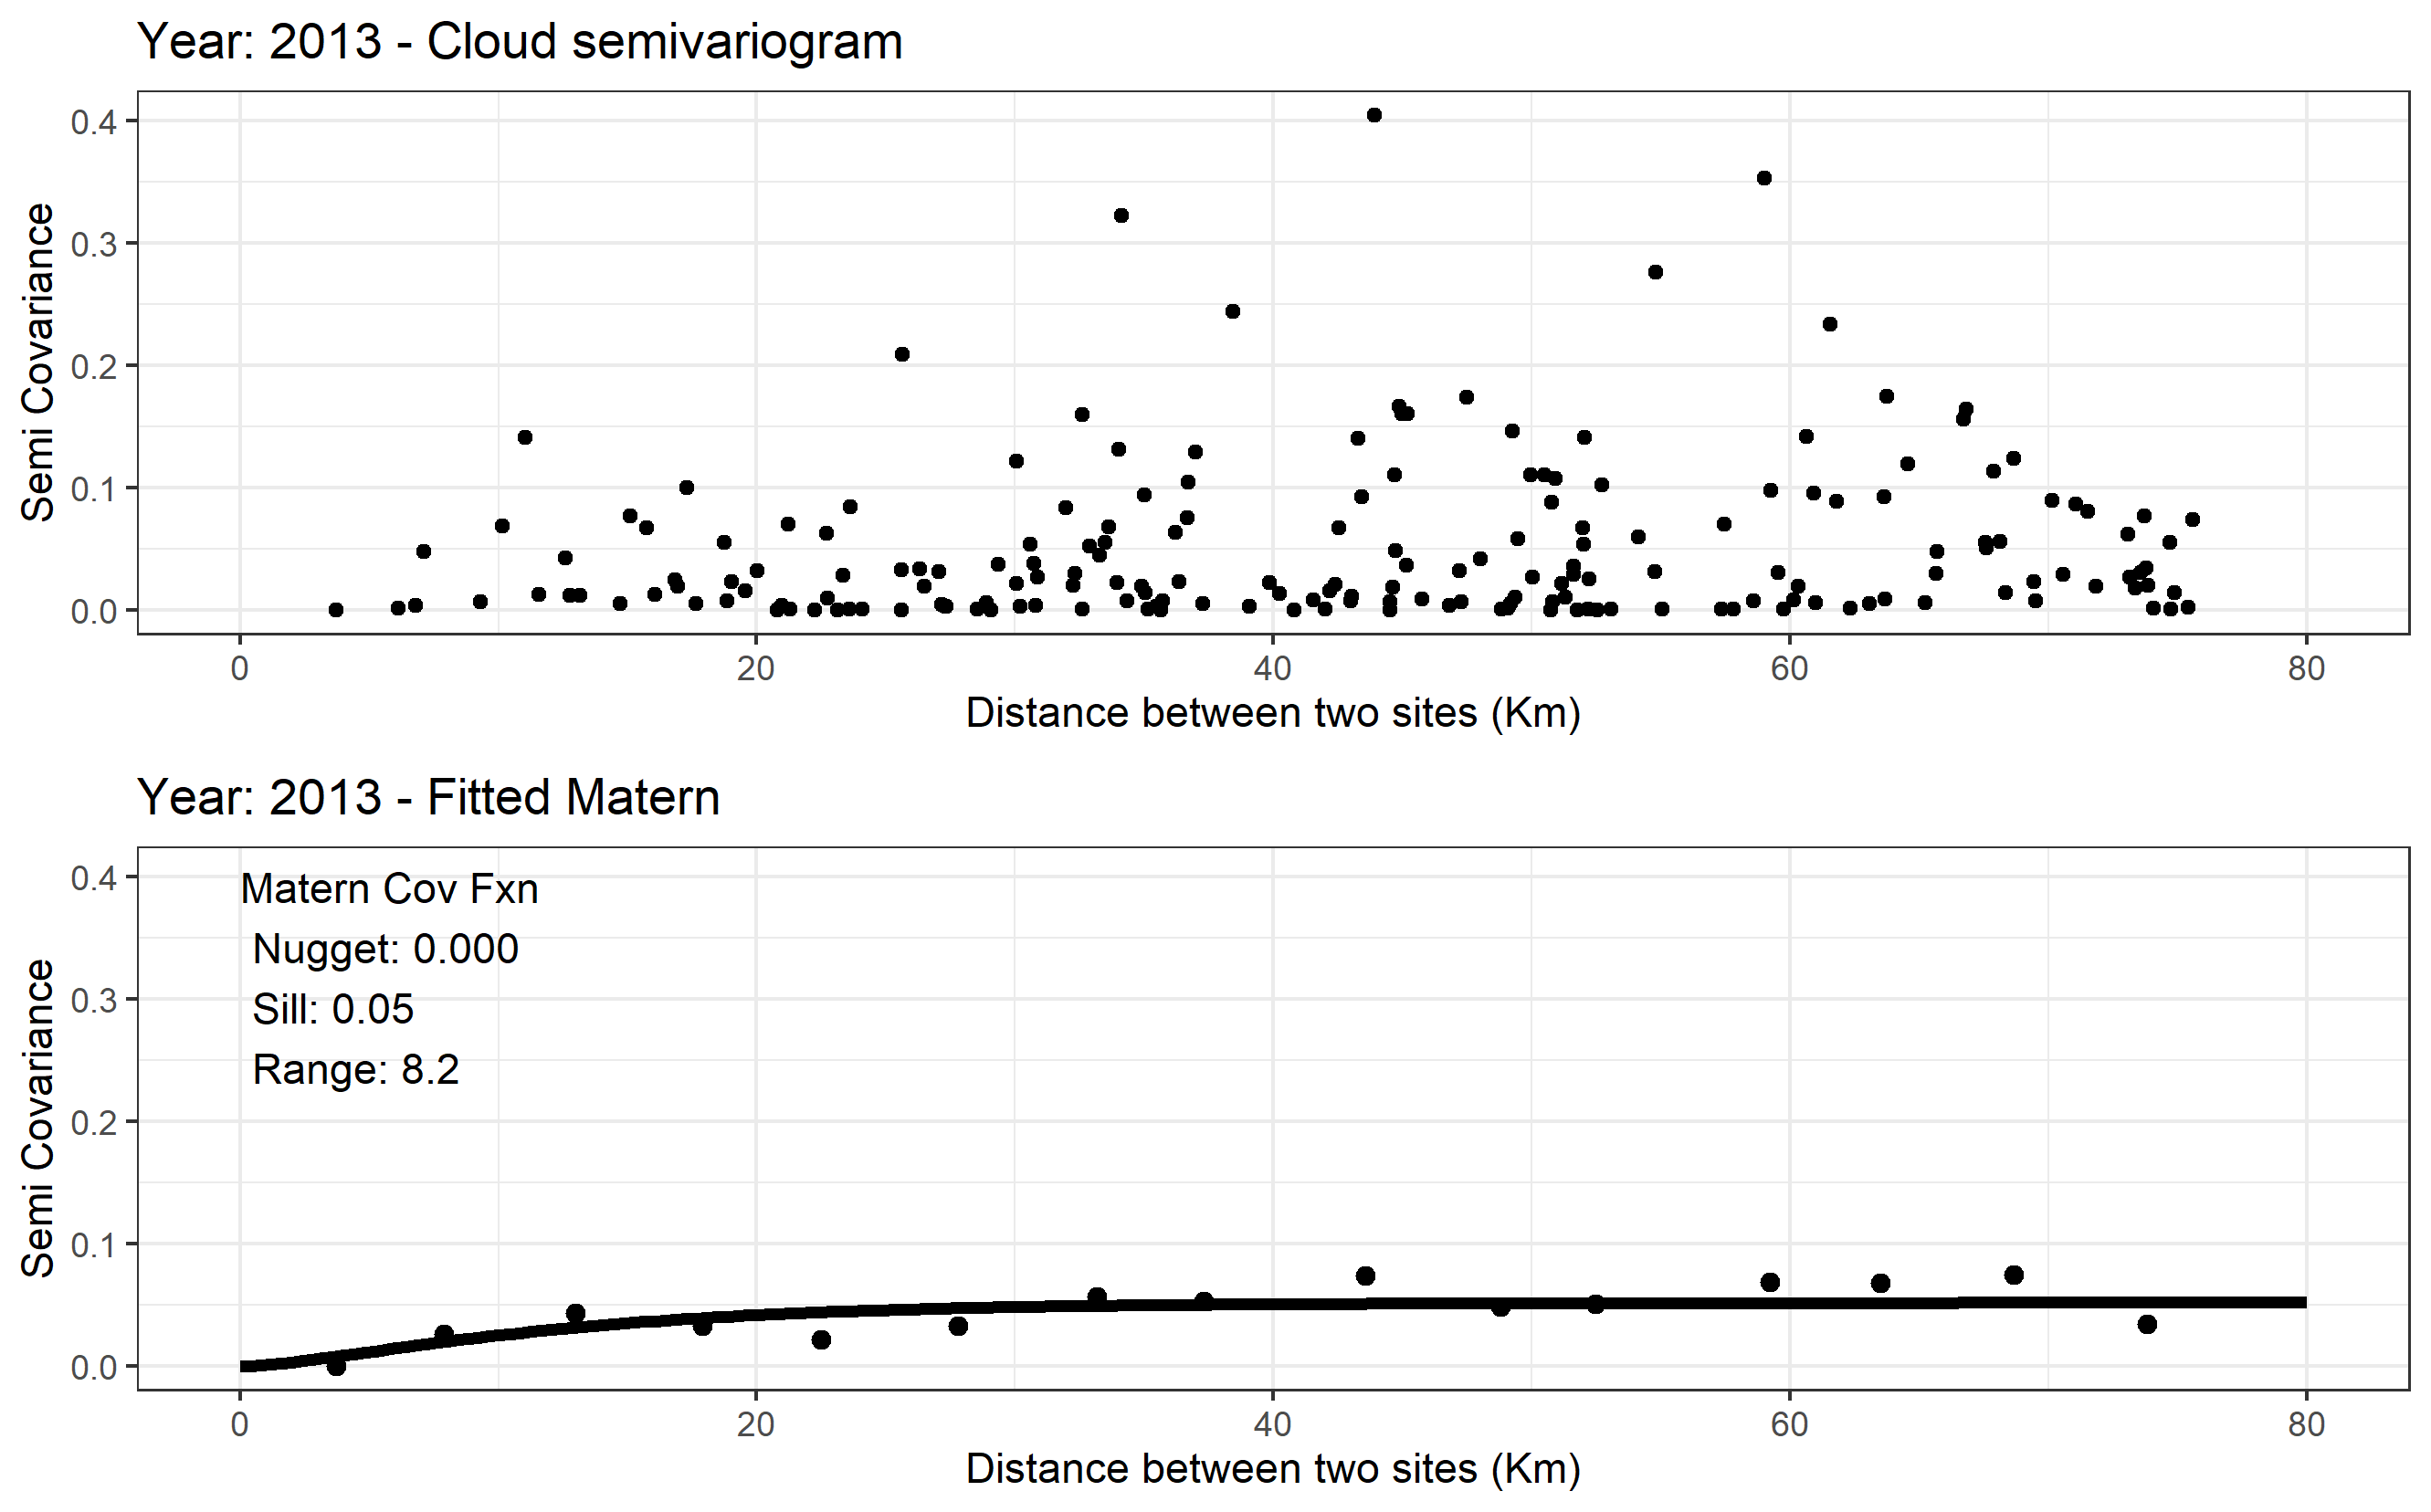 Year: 2013 - Cloud semivariogram
Semi Covariance
0.4
0.3
0.2
0.1
0.0
0 20 40 60 80
Distance between two sites (Km)
Year: 2013 - Fitted Matern
Semi Covariance
0.4
0.3
0.2
0.1
0.0
Matern Cov Fxn
Nugget: 0.000
Sill: 0.05
Range: 8.2
0 20 40 60 80
Distance between two sites (Km)